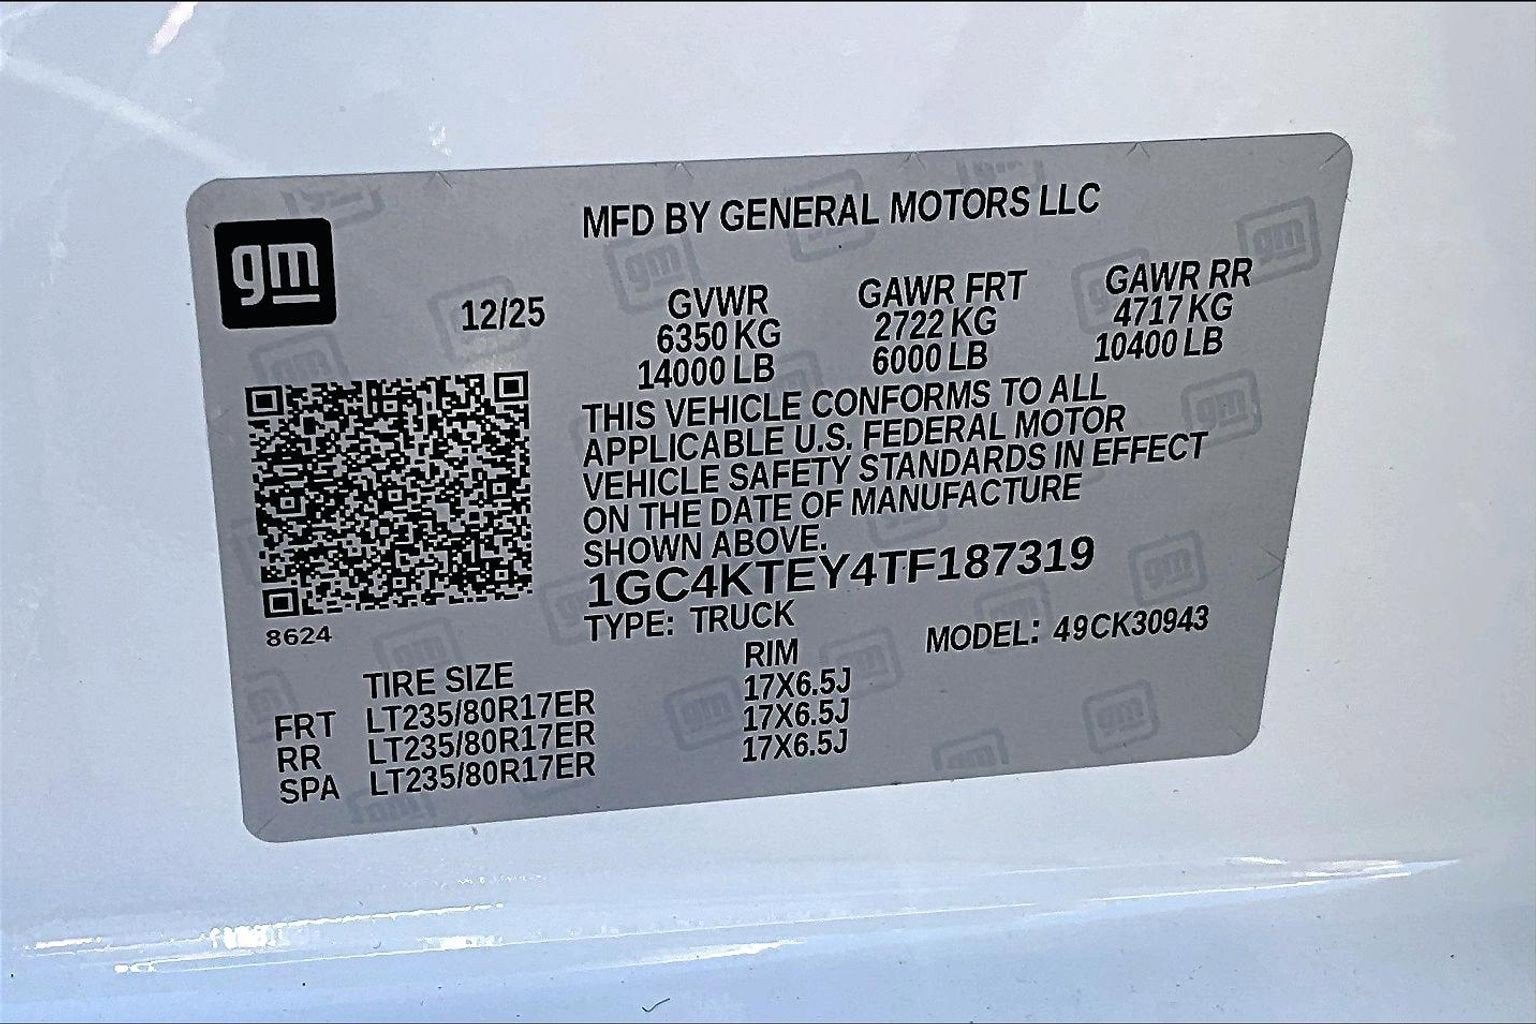 gm
MFD BY GENERAL MOTORS LLC
12/25
GVWR GAWR FRT GAWR RR
6350 KG 2722 KG 4717 KG
14000 LB 6000 LB 10400 LB
THIS VEHICLE CONFORMS TO ALL
APPLICABLE U.S. FEDERAL MOTOR
VEHICLE SAFETY STANDARDS IN EFFECT
ON THE DATE OF MANUFACTURE
SHOWN ABOVE.
1GC4KTEY4TF187319
8624
TYPE: TRUCK MODEL: 49CK30943
TIRE SIZE RIM
FRT LT235/80R17ER 17X6.5J
RR LT235/80R17ER 17X6.5J
SPA LT235/80R17ER 17X6.5J